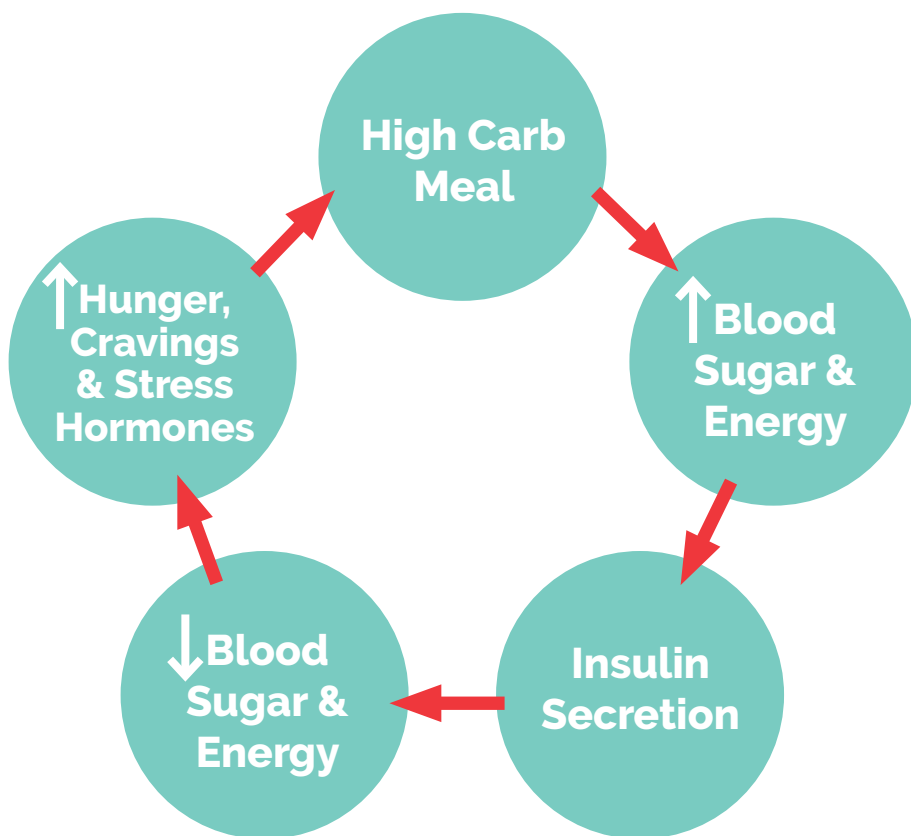 High Carb
Meal
↑ Blood
Sugar &
Energy
Insulin
Secretion
↓ Blood
Sugar &
Energy
↑ Hunger,
Cravings
& Stress
Hormones